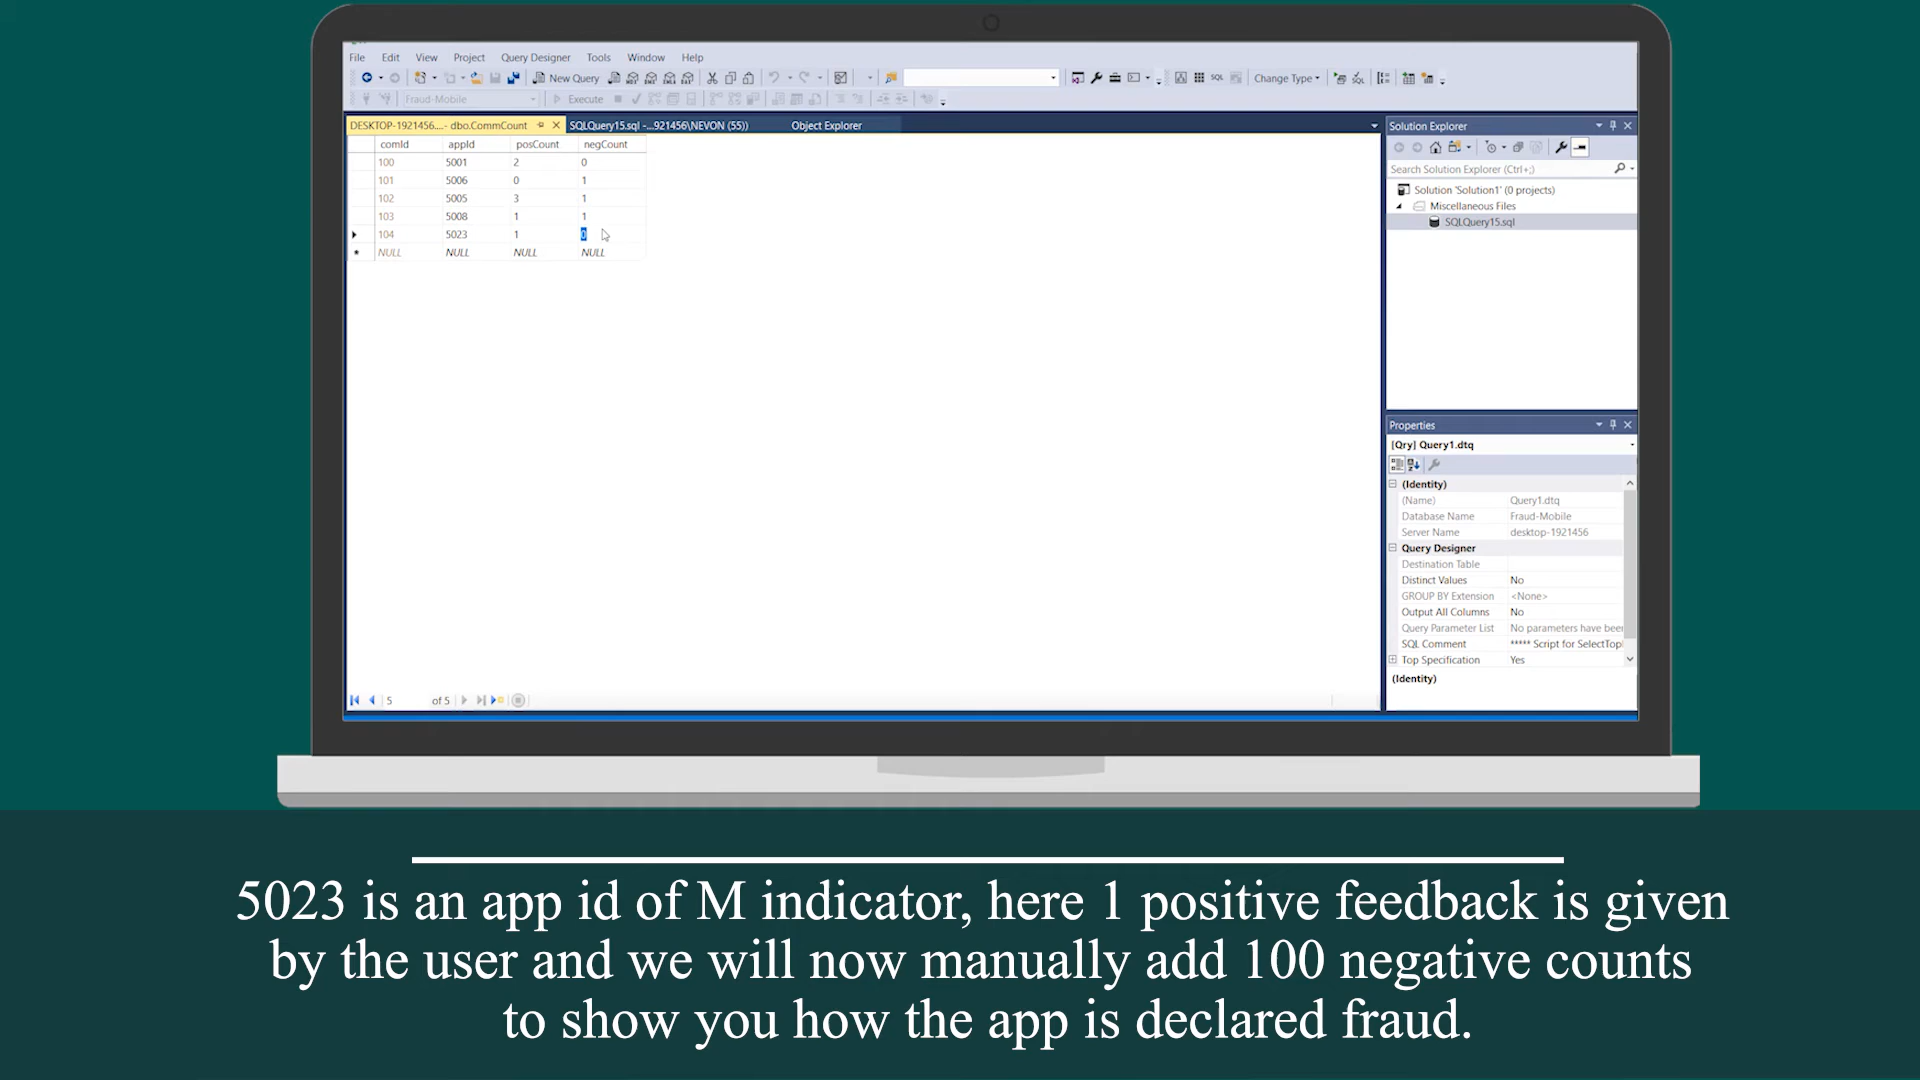 File Edit View Project Query Designer Tools Window Help
New Query Change Type
Fraud-Mobile Execute
DESKTOP-1921456....- dbo.CommCount SQLQuery15.sql -...921456\NEVON (55)) Object Explorer
comId appId posCount negCount
100 5001 2 0
101 5006 0 1
102 5005 3 1
103 5008 1 1
104 5023 1 0
NULL NULL NULL NULL
5 of 5
Solution Explorer
Search Solution Explorer (Ctrl+;)
Solution 'Solution1' (0 projects)
Miscellaneous Files
SQLQuery15.sql
Properties
[Qry] Query1.dtq
(Identity)
(Name) Query1.dtq
Database Name Fraud-Mobile
Server Name desktop-1921456
Query Designer
Destination Table
Distinct Values No
GROUP BY Extension <None>
Output All Columns No
Query Parameter List No parameters have been
SQL Comment ***** Script for SelectTop
Top Specification Yes
(Identity)
5023 is an app id of M indicator, here 1 positive feedback is given
by the user and we will now manually add 100 negative counts
to show you how the app is declared fraud.